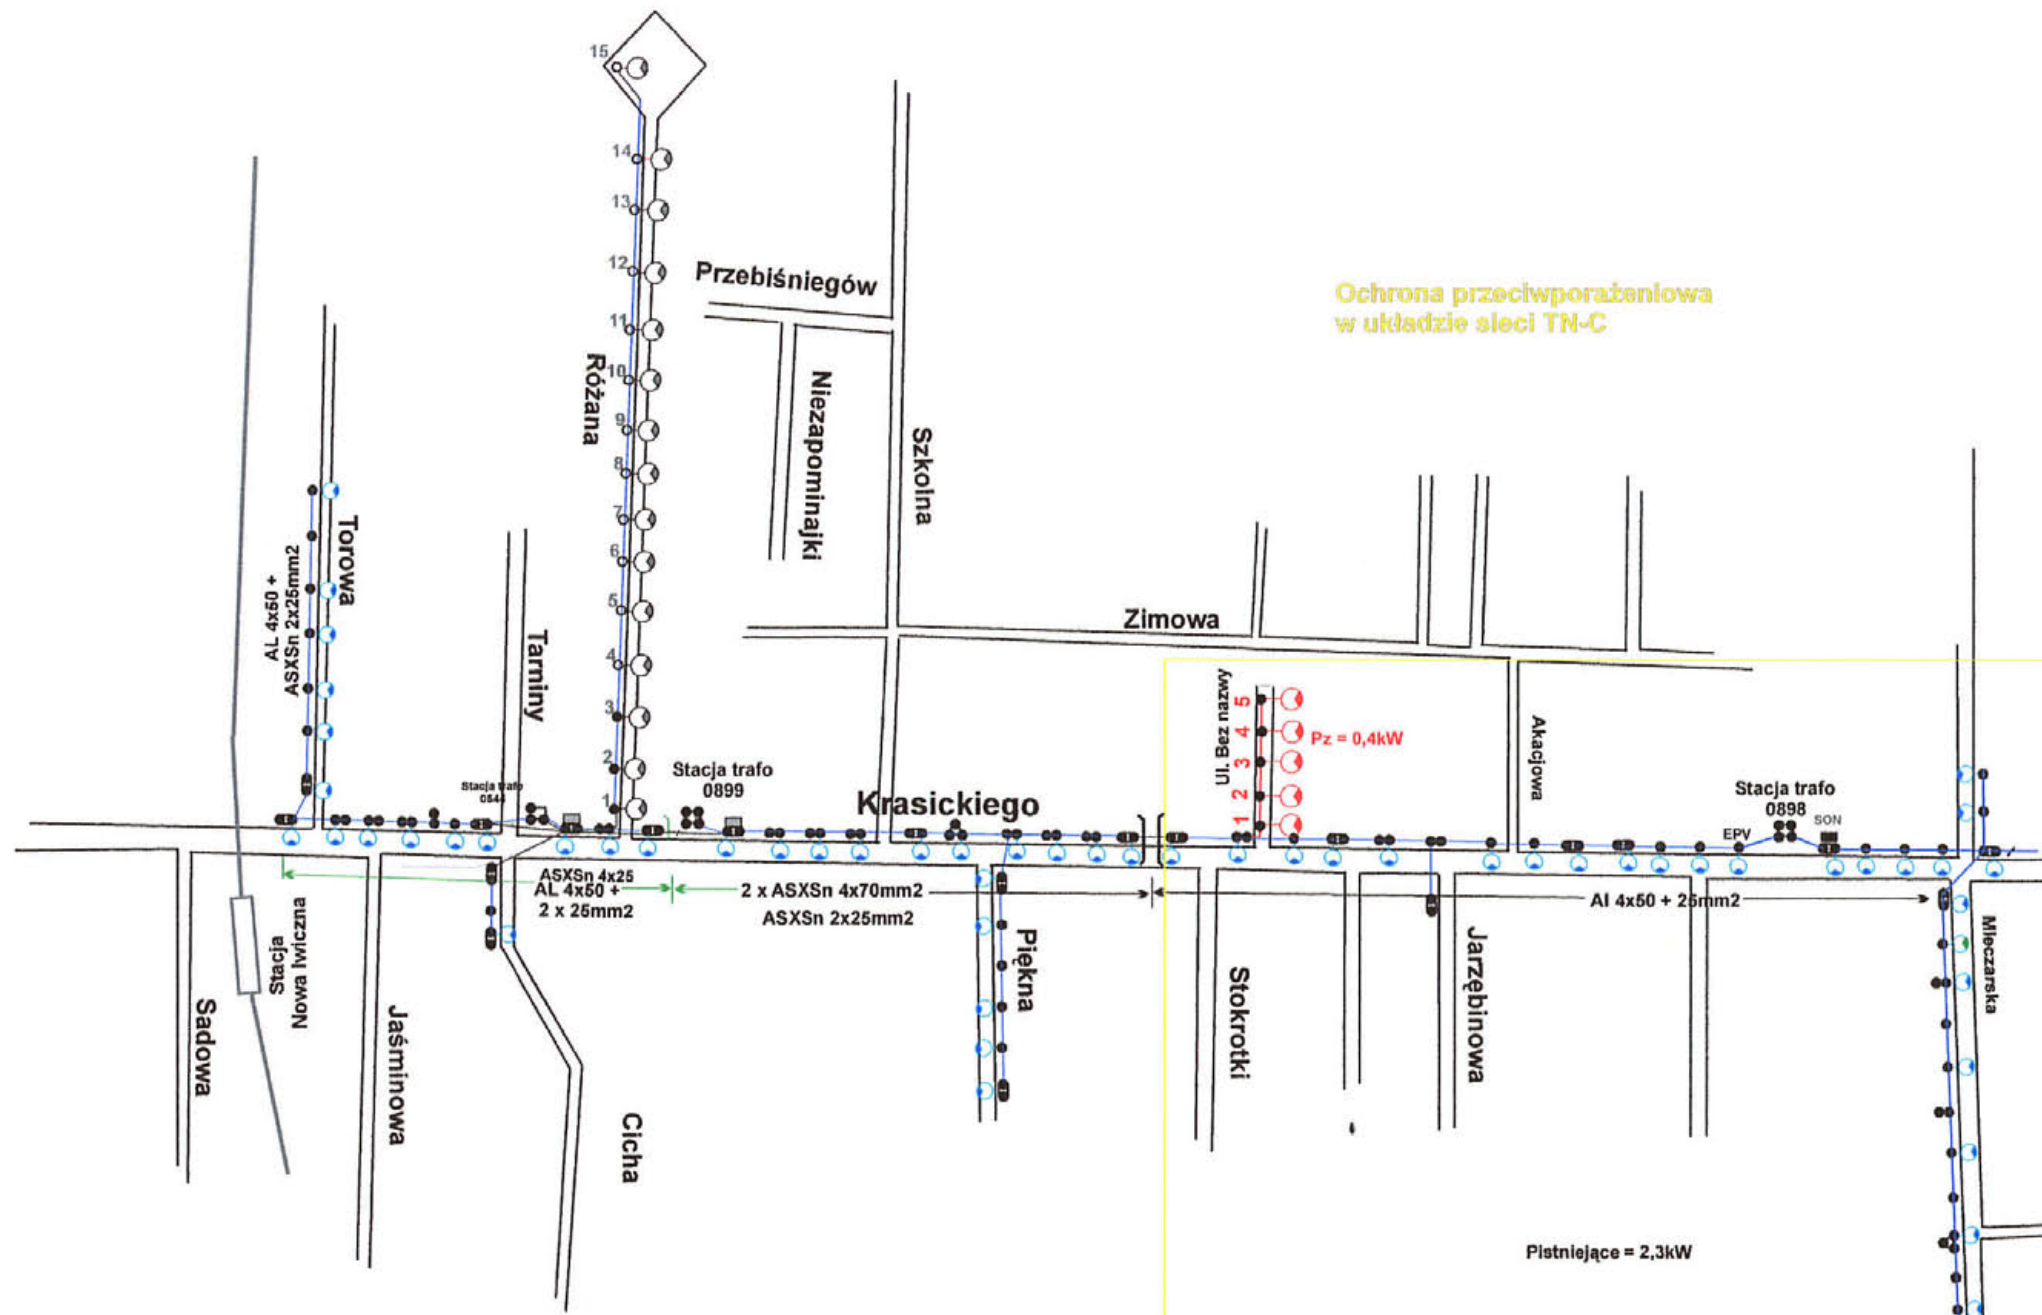 15
14
13
12
11
10
9
8
7
6
5
4
3
2
1
Różana
Przebiśniegów
Niezapominajki
Szkolna
Ochrona przeciwporażeniowa
w układzie sieci TN-C
Torowa
AL 4x50 +
ASXSn 2x25mm2
Tarniny
Zimowa
Ul. Bez nazwy
5
4
3
2
1
Pz = 0,4kW
Akacjowa
Stacja trafo
0844
Stacja trafo
0899
Krasickiego
Stacja trafo
0898
SON
EPV
ASXSn 4x25
AL 4x50 +
2 x 25mm2
2 x ASXSn 4x70mm2
ASXSn 2x25mm2
Al 4x50 + 25mm2
Stacja
Nowa Iwiczna
Sadowa
Jaśminowa
Cicha
Piękna
Stokrotki
Jarzębinowa
Mleczarska
Pistniejące = 2,3kW